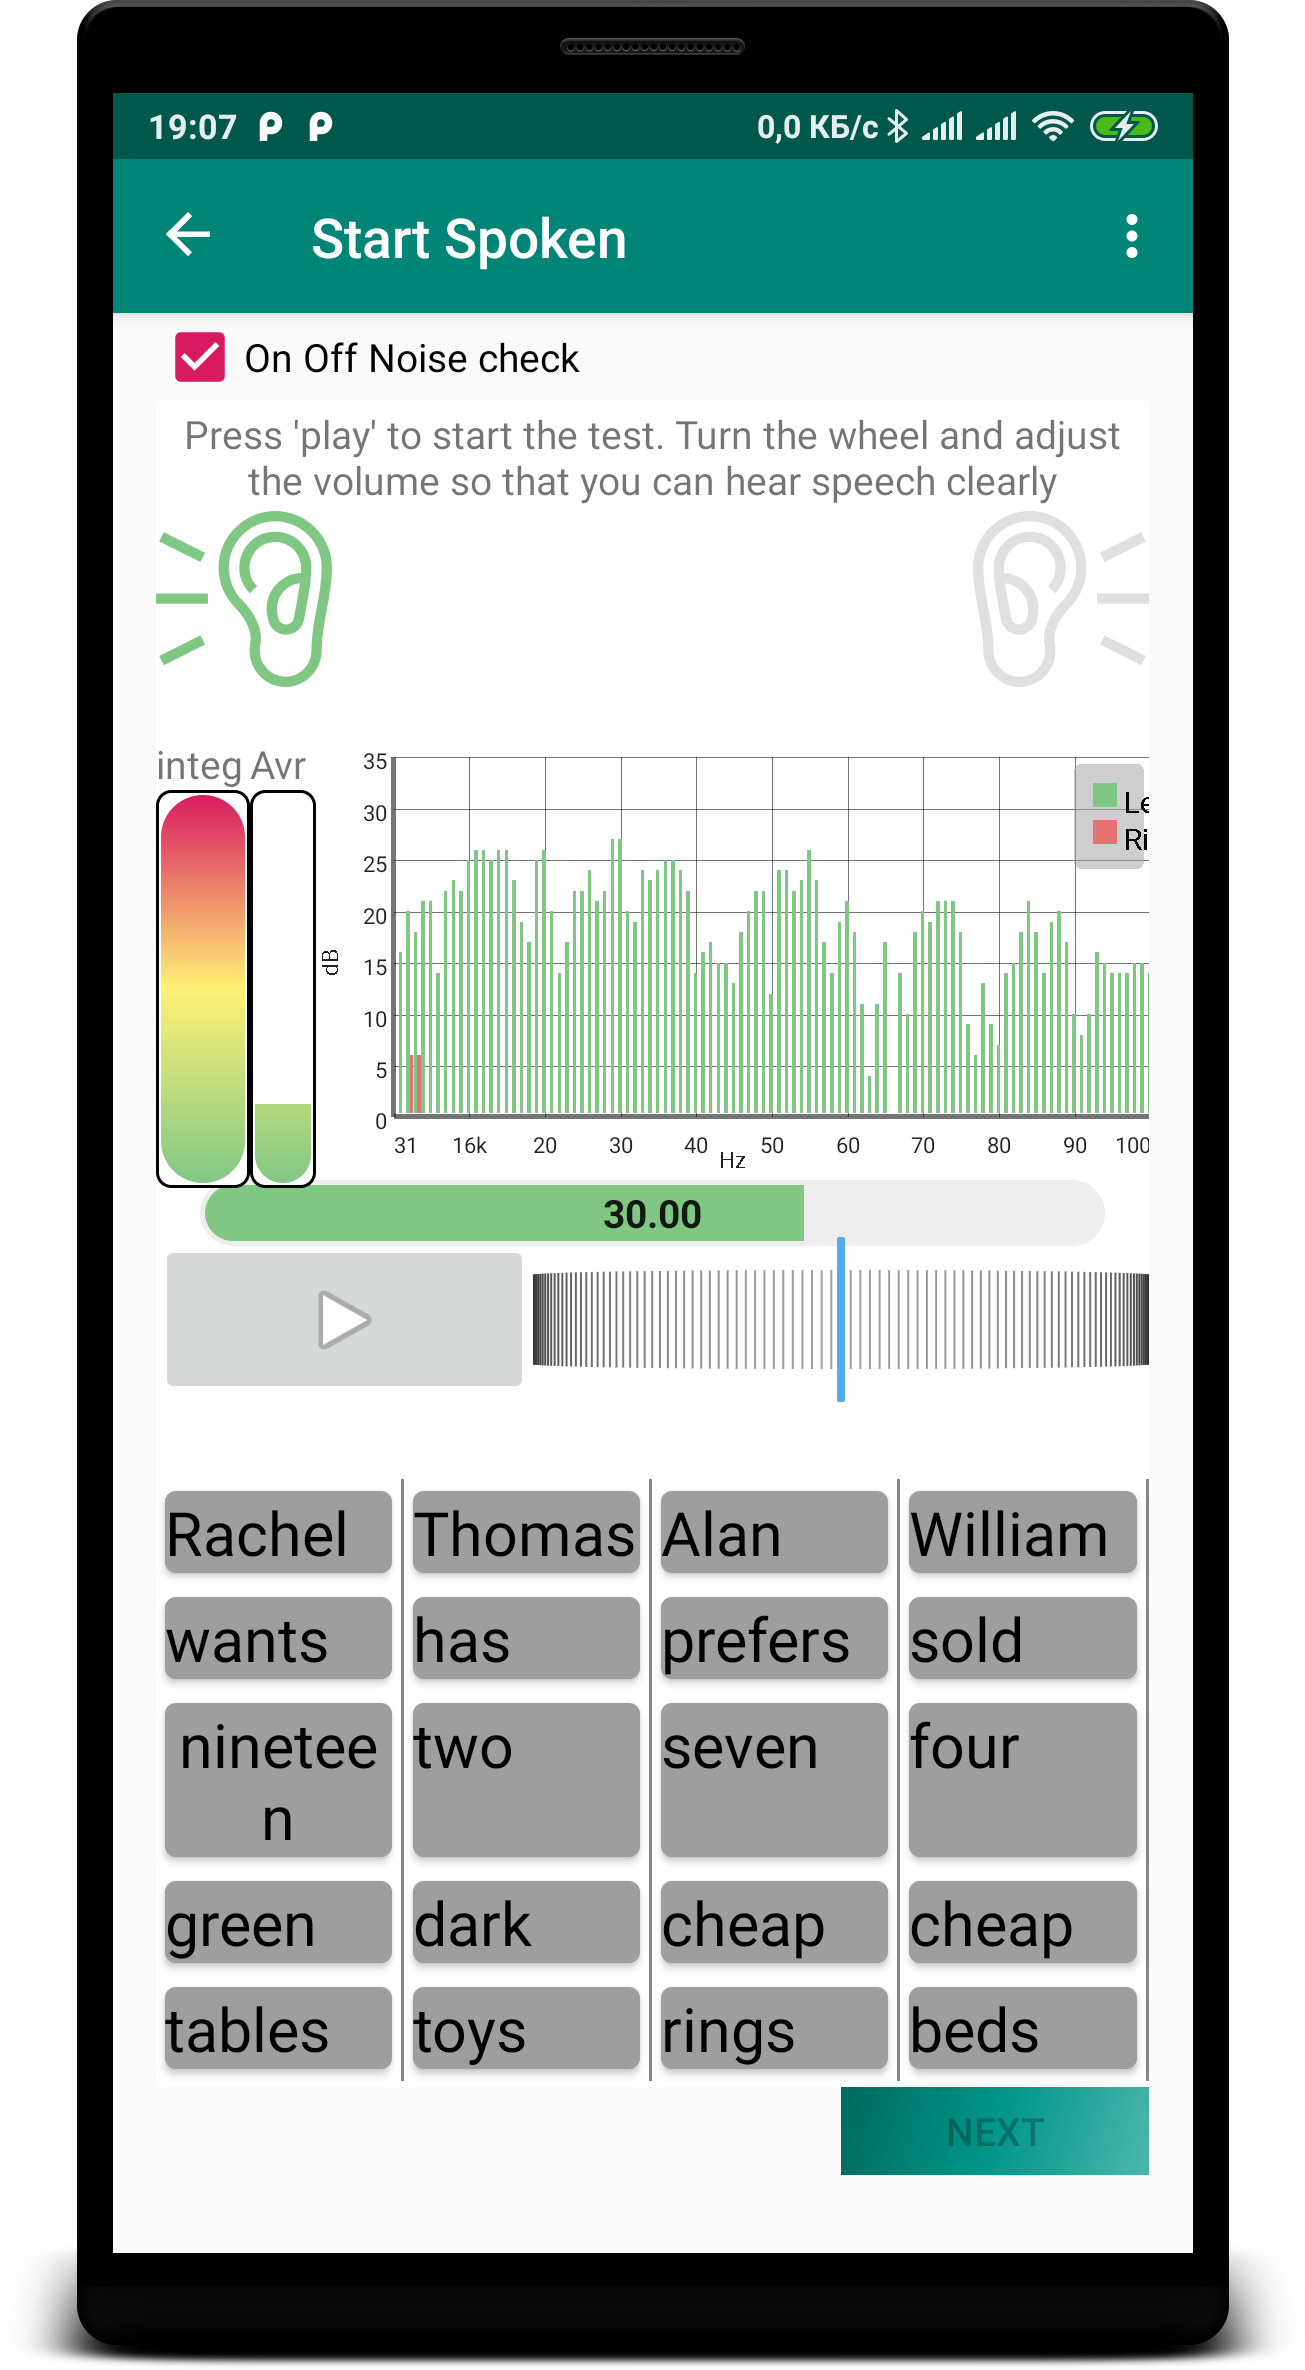 19:07 0,0 КБ/с
Start Spoken
On Off Noise check
Press 'play' to start the test. Turn the wheel and adjust
the volume so that you can hear speech clearly
integ Avr
35
30
25
20
15
10
5
0
dB
Le
Ri
31 16k 20 30 40 50 60 70 80 90 100
Hz
30.00
Rachel Thomas Alan William
wants has prefers sold
ninetee two seven four
n
green dark cheap cheap
tables toys rings beds
NEXT